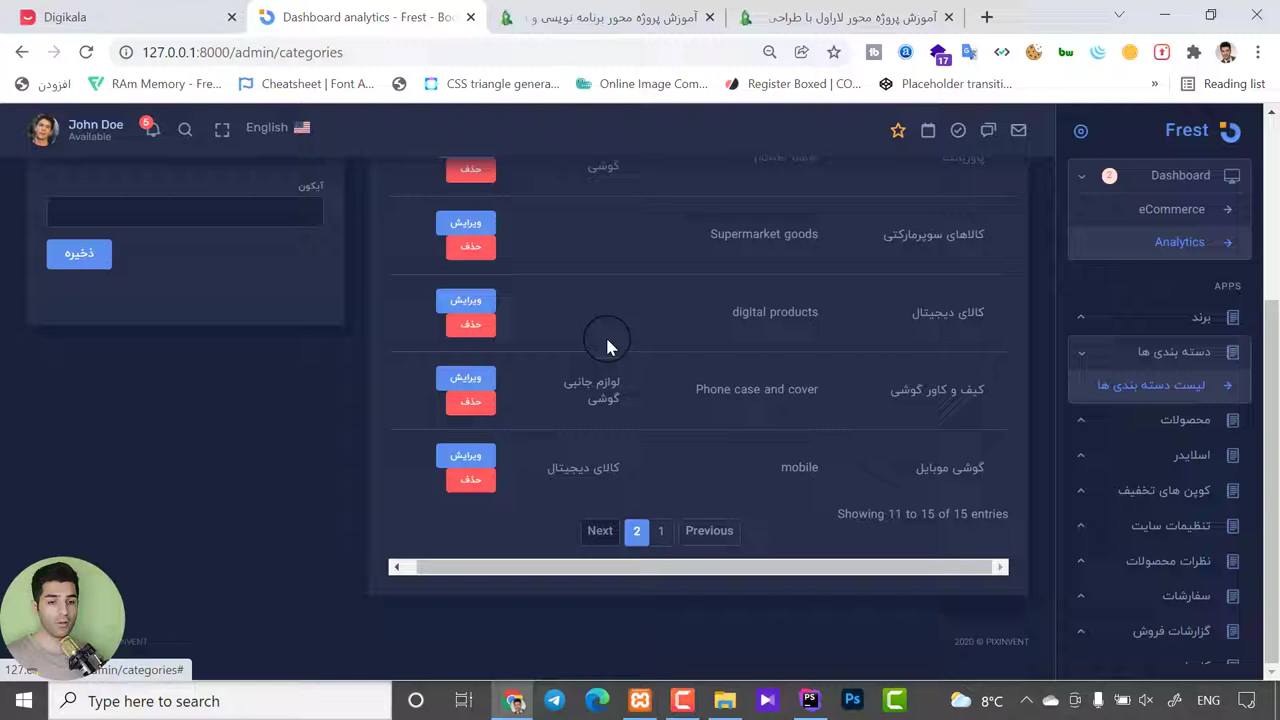 Digikala
Dashboard analytics - Frest - Boo
آموزش پروژه محور برنامه نویسی و
آموزش پروژه محور لاراول با طراحی
127.0.0.1:8000/admin/categories
17
افزودن
RAm Memory - Fre...
Cheatsheet | Font A...
CSS triangle genera...
Online Image Com...
Register Boxed | CO...
Placeholder transiti...
»
Reading list
John Doe
Available
5
English
Frest
Dashboard
2
eCommerce
Analytics
APPS
برند
دسته بندی ها
لیست دسته بندی ها
محصولات
اسلایدر
کوپن های تخفیف
تنظیمات سایت
نظرات محصولات
سفارشات
گزارشات فروش
آیکون
ذخیره
پاوربانک power bank گوشی
حذف
کالاهای سوپرمارکتی Supermarket goods ویرایش
حذف
کالای دیجیتال digital products ویرایش
حذف
کیف و کاور گوشی Phone case and cover لوازم جانبی گوشی ویرایش
حذف
گوشی موبایل mobile کالای دیجیتال ویرایش
حذف
Showing 11 to 15 of 15 entries
Previous 1 2 Next
2020 © PIXINVENT
Type here to search
8°C
ENG